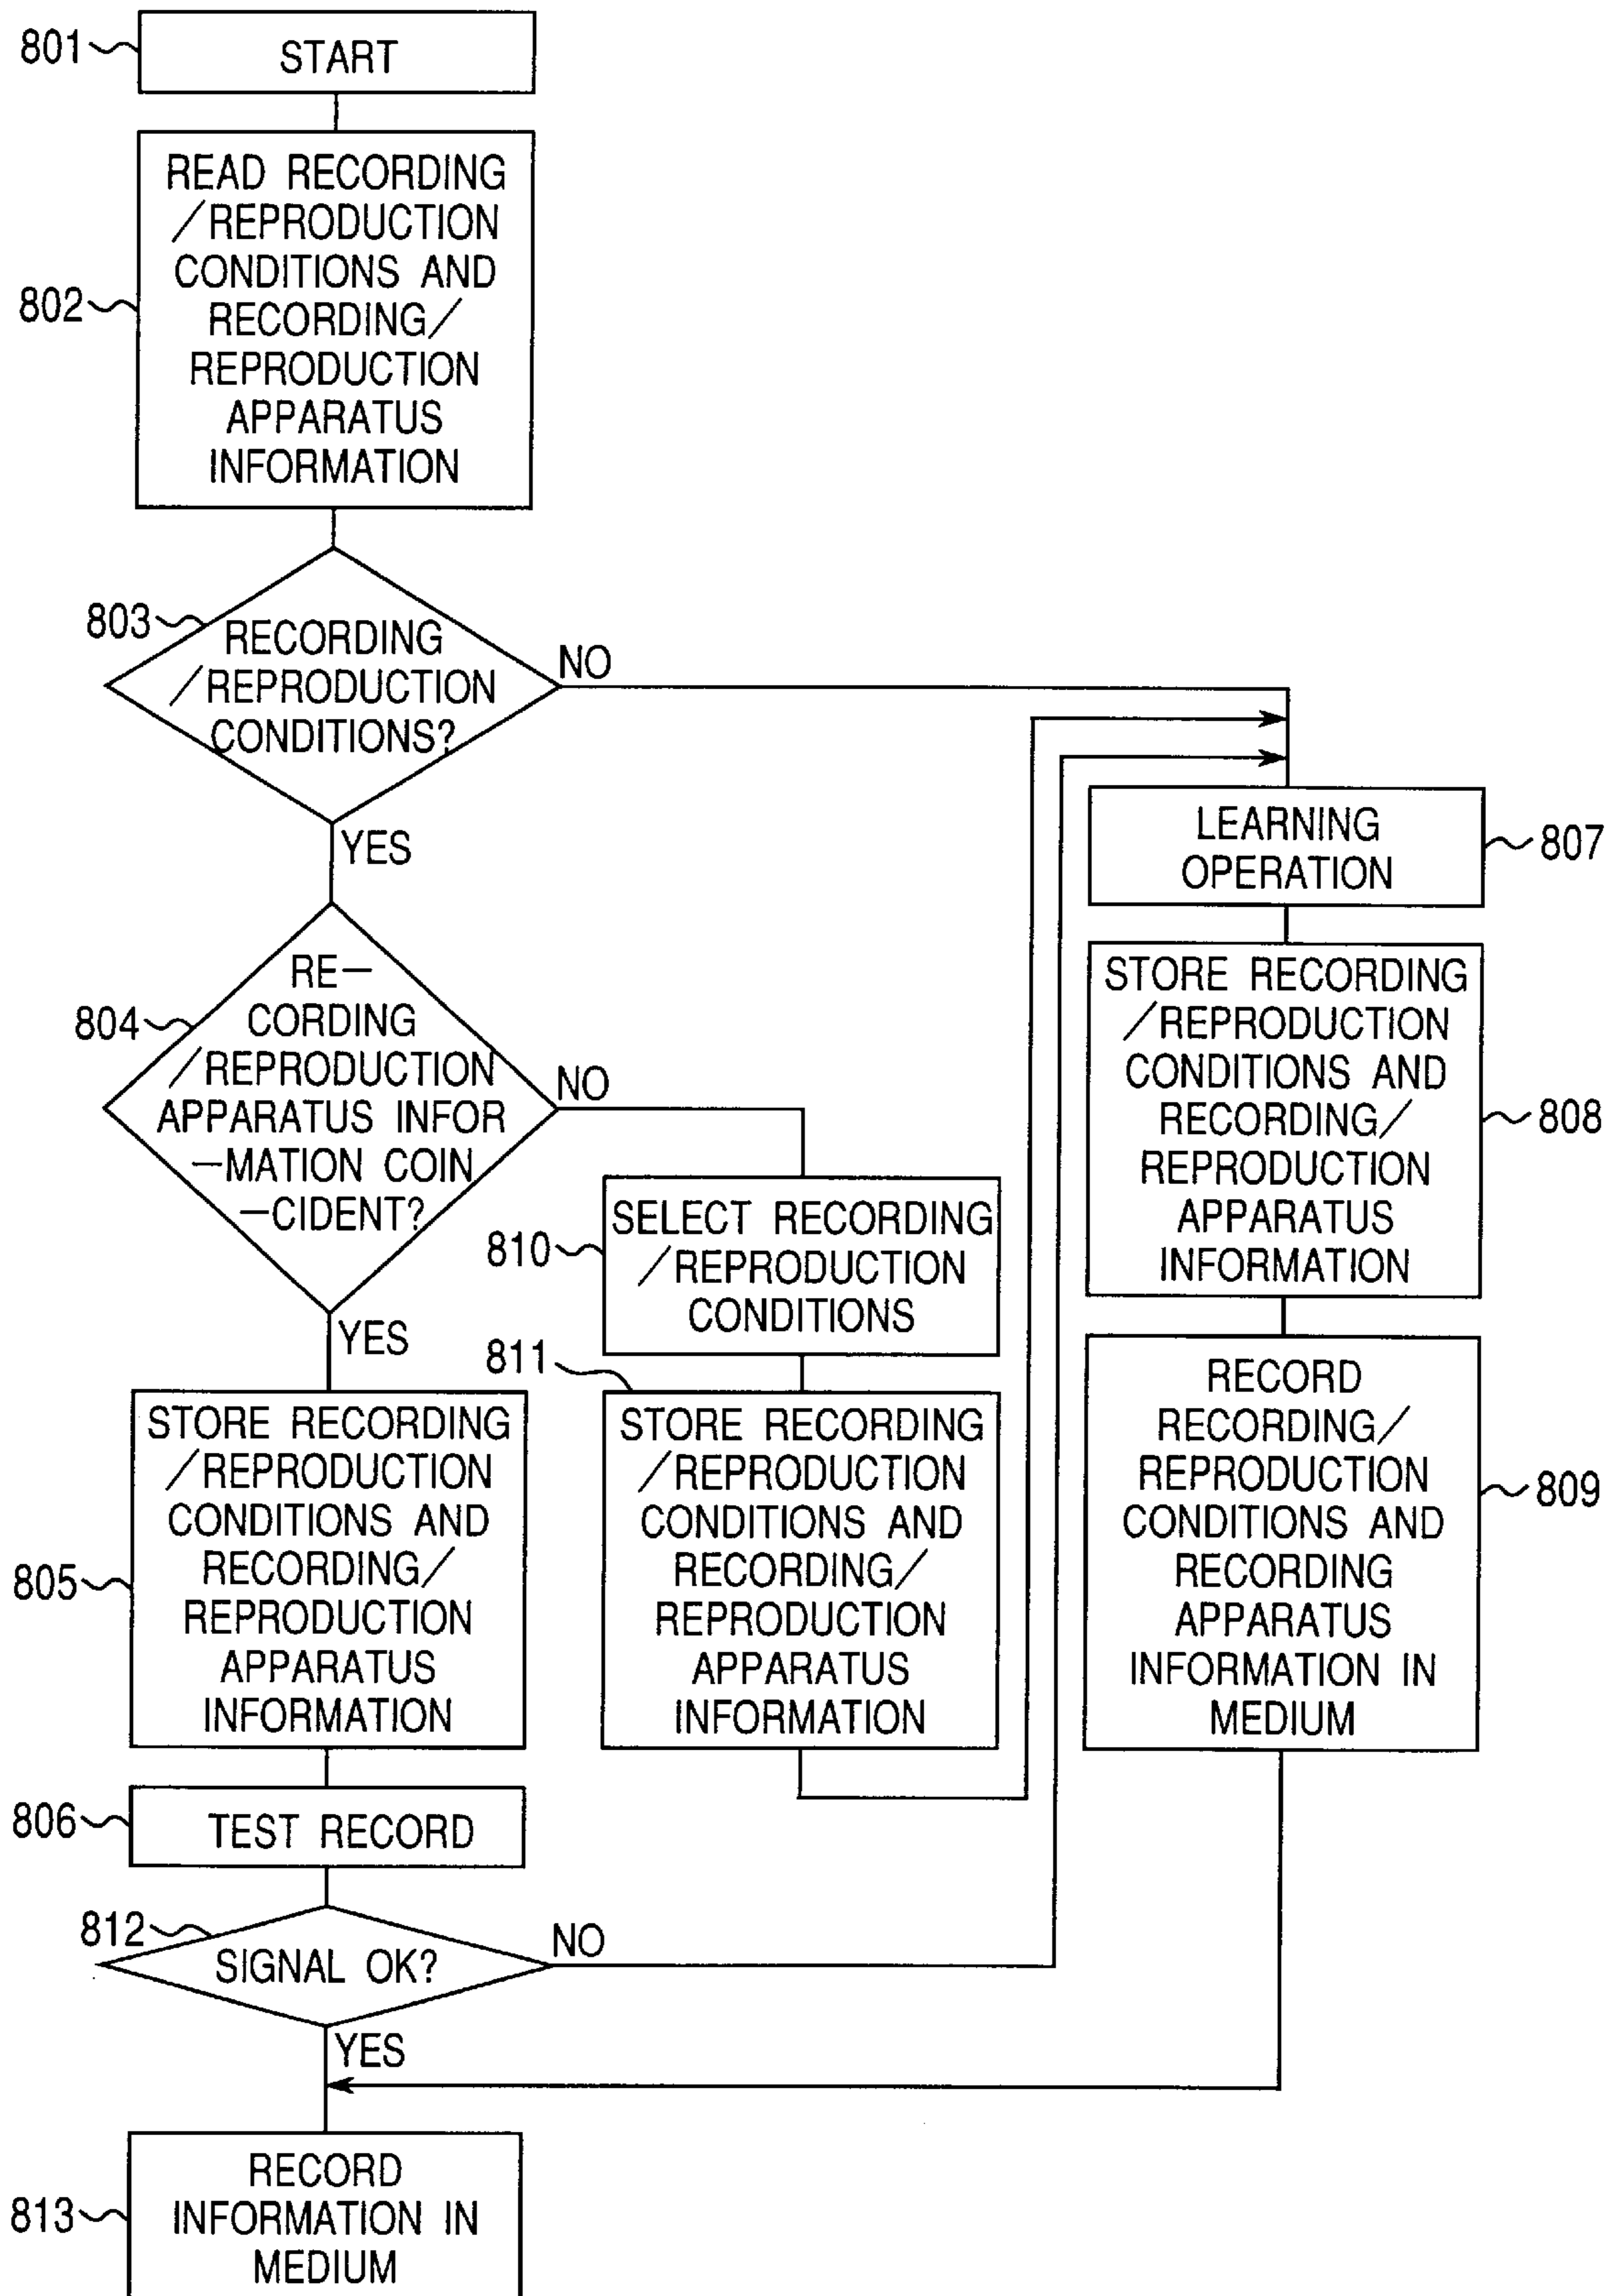 801
START
802
READ RECORDING
/REPRODUCTION
CONDITIONS AND
RECORDING/
REPRODUCTION
APPARATUS
INFORMATION
803
RECORDING
/REPRODUCTION
CONDITIONS?
NO
YES
804
RE-
CORDING
/REPRODUCTION
APPARATUS INFOR
-MATION COIN
-CIDENT?
NO
YES
805
STORE RECORDING
/REPRODUCTION
CONDITIONS AND
RECORDING/
REPRODUCTION
APPARATUS
INFORMATION
806
TEST RECORD
812
SIGNAL OK?
NO
YES
813
RECORD
INFORMATION IN
MEDIUM
810
SELECT RECORDING
/REPRODUCTION
CONDITIONS
811
STORE RECORDING
/REPRODUCTION
CONDITIONS AND
RECORDING/
REPRODUCTION
APPARATUS
INFORMATION
LEARNING
OPERATION
807
STORE RECORDING
/REPRODUCTION
CONDITIONS AND
RECORDING/
REPRODUCTION
APPARATUS
INFORMATION
808
RECORD
RECORDING/
REPRODUCTION
CONDITIONS AND
RECORDING
APPARATUS
INFORMATION IN
MEDIUM
809